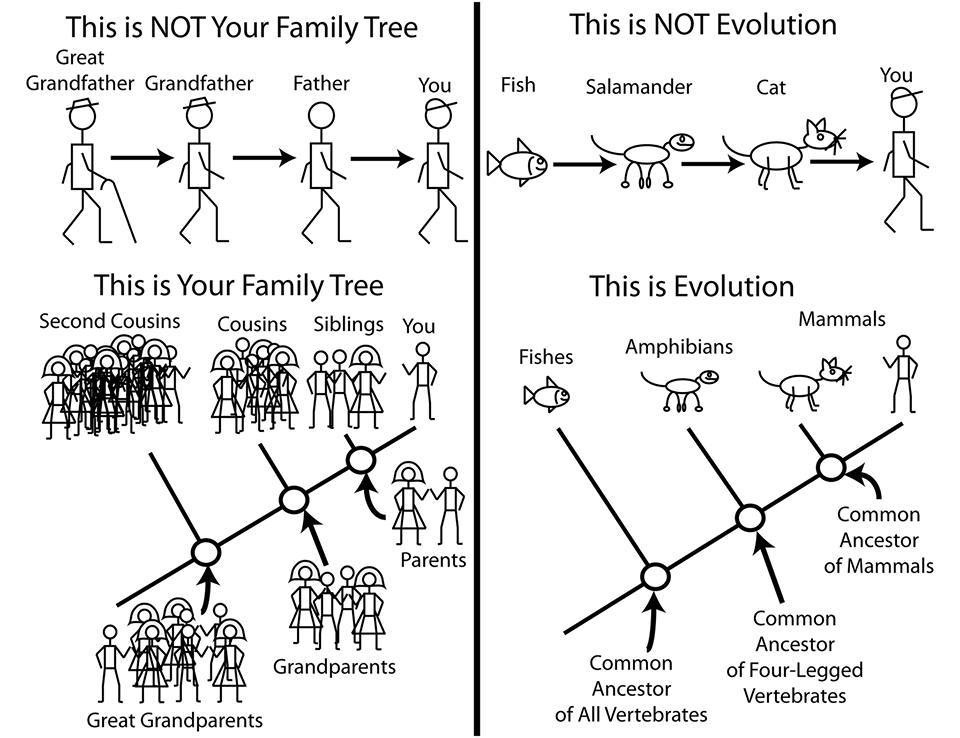 This is NOT Your Family Tree
Great
Grandfather
Grandfather
Father
You
This is NOT Evolution
Fish
Salamander
Cat
You
This is Your Family Tree
Second Cousins
Cousins
Siblings
You
Parents
Grandparents
Great Grandparents
This is Evolution
Fishes
Amphibians
Mammals
Common
Ancestor
of Mammals
Common
Ancestor
of Four-Legged
Vertebrates
Common
Ancestor
of All Vertebrates